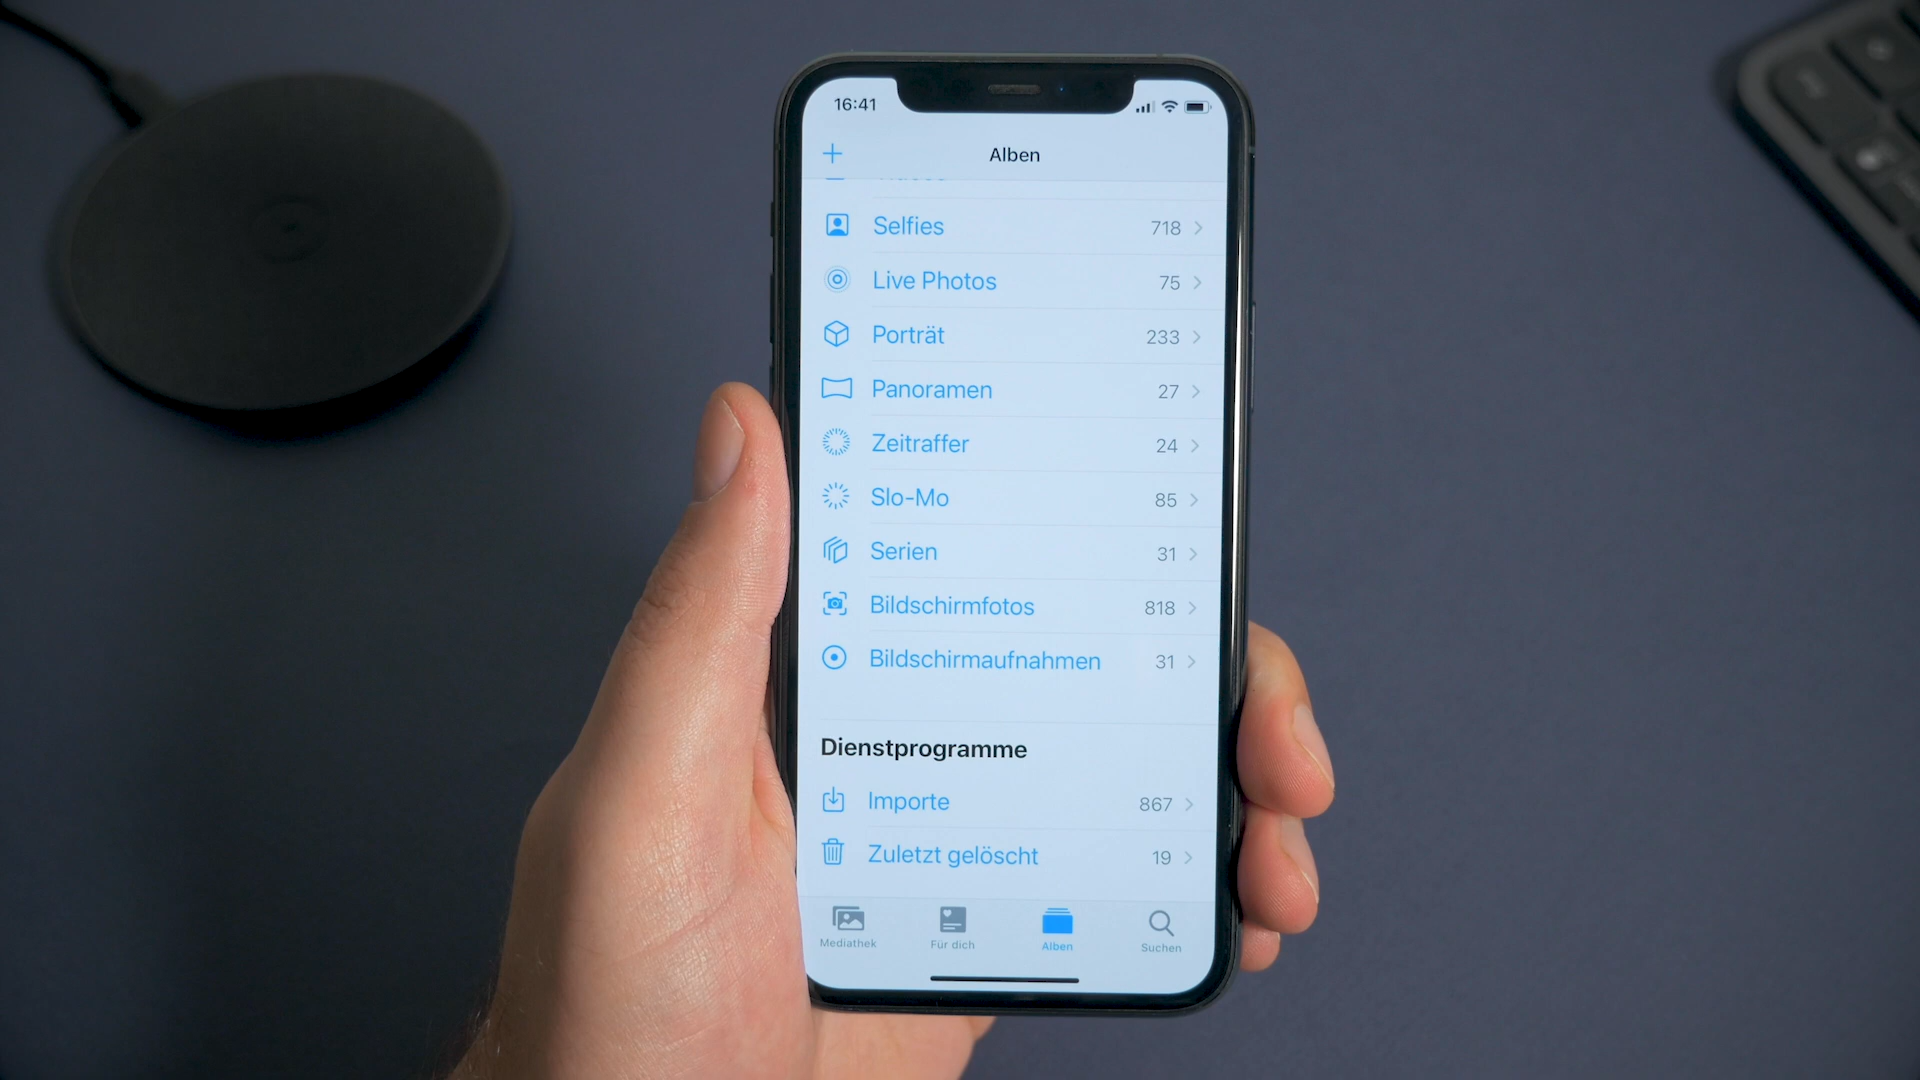 16:41
Alben
Selfies 718
Live Photos 75
Porträt 233
Panoramen 27
Zeitraffer 24
Slo-Mo 85
Serien 31
Bildschirmfotos 818
Bildschirmaufnahmen 31
Dienstprogramme
Importe 867
Zuletzt gelöscht 19
Mediathek Für dich Alben Suchen